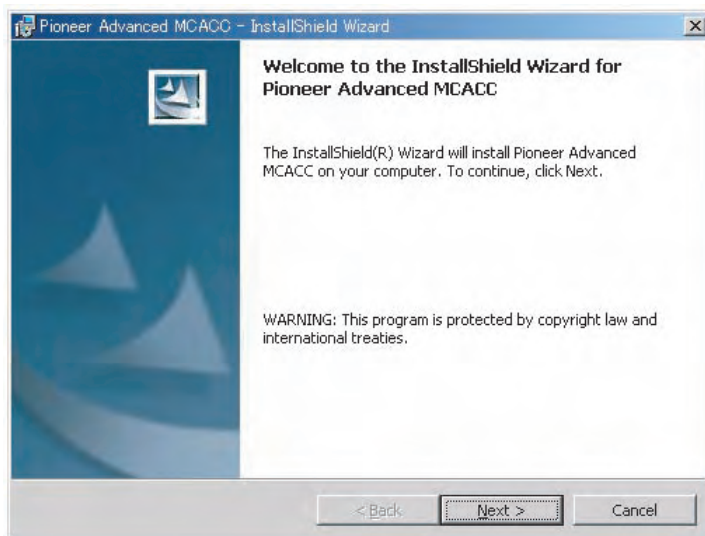 Pioneer Advanced MCACC - InstallShield Wizard
Welcome to the InstallShield Wizard for
Pioneer Advanced MCACC
The InstallShield(R) Wizard will install Pioneer Advanced
MCACC on your computer. To continue, click Next.
WARNING: This program is protected by copyright law and
international treaties.
< Back
Next >
Cancel